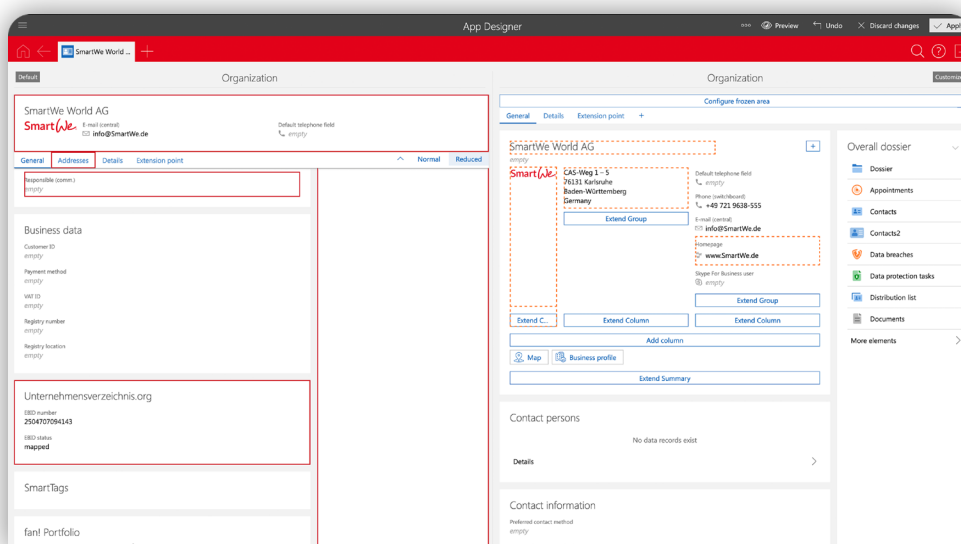 App Designer
Preview
Undo
Discard changes
SmartWe World ...
Default
Organization
SmartWe World AG
SmartWe
E-mail (central)
info@SmartWe.de
Default telephone field
empty
General
Addresses
Details
Extension point
Normal
Reduced
Responsible (comm.)
empty
Business data
Customer ID
empty
Payment method
empty
VAT ID
empty
Registry number
empty
Registry location
empty
Unternehmensverzeichnis.org
EBID number
2504707094143
EBID status
mapped
SmartTags
fan! Portfolio
Organization
Configure frozen area
General
Details
Extension point
SmartWe World AG
empty
SmartWe
CAS-Weg 1 - 5
76131 Karlsruhe
Baden-Württemberg
Germany
Extend Group
Default telephone field
empty
Phone (switchboard)
+49 721 9638-555
E-mail (central)
info@SmartWe.de
Homepage
www.SmartWe.de
Skype For Business user
empty
Extend Group
Extend C...
Extend Column
Extend Column
Add column
Map
Business profile
Extend Summary
Contact persons
No data records exist
Details
Contact information
Preferred contact method
empty
Overall dossier
Dossier
Appointments
Contacts
Contacts2
Data breaches
Data protection tasks
Distribution list
Documents
More elements